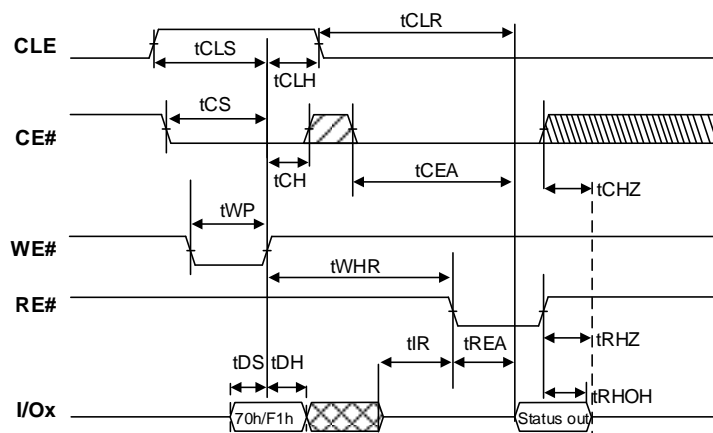 tCLR
CLE
tCLS
tCLH
tCS
CE#
tCH
tCEA
tCHZ
tWP
WE#
tWHR
RE#
tIR
tREA
tRHZ
tDS
tDH
tRHOH
I/Ox
70h/F1h
Status out